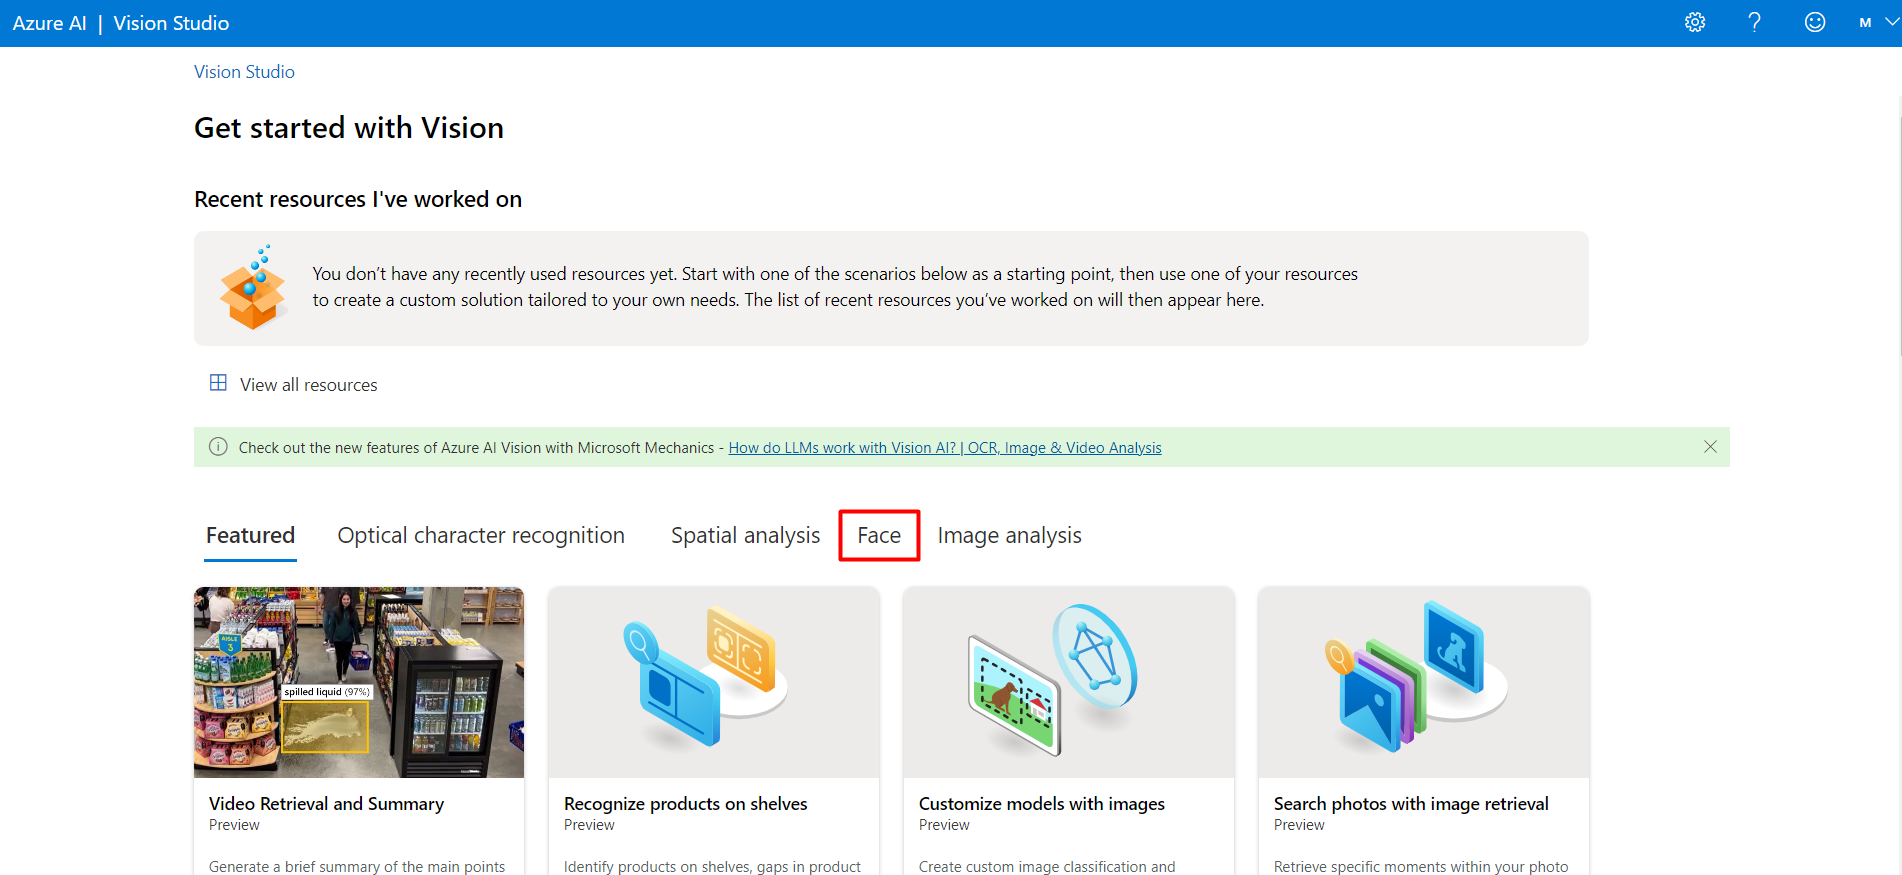 Azure AI | Vision Studio
M
Vision Studio
Get started with Vision
Recent resources I've worked on
You don’t have any recently used resources yet. Start with one of the scenarios below as a starting point, then use one of your resources
to create a custom solution tailored to your own needs. The list of recent resources you’ve worked on will then appear here.
View all resources
Check out the new features of Azure AI Vision with Microsoft Mechanics - How do LLMs work with Vision AI? | OCR, Image & Video Analysis
Featured Optical character recognition Spatial analysis Face Image analysis
AISLE
3
spilled liquid (97%)
Video Retrieval and Summary
Preview
Generate a brief summary of the main points
Recognize products on shelves
Preview
Identify products on shelves, gaps in product
Customize models with images
Preview
Create custom image classification and
Search photos with image retrieval
Preview
Retrieve specific moments within your photo